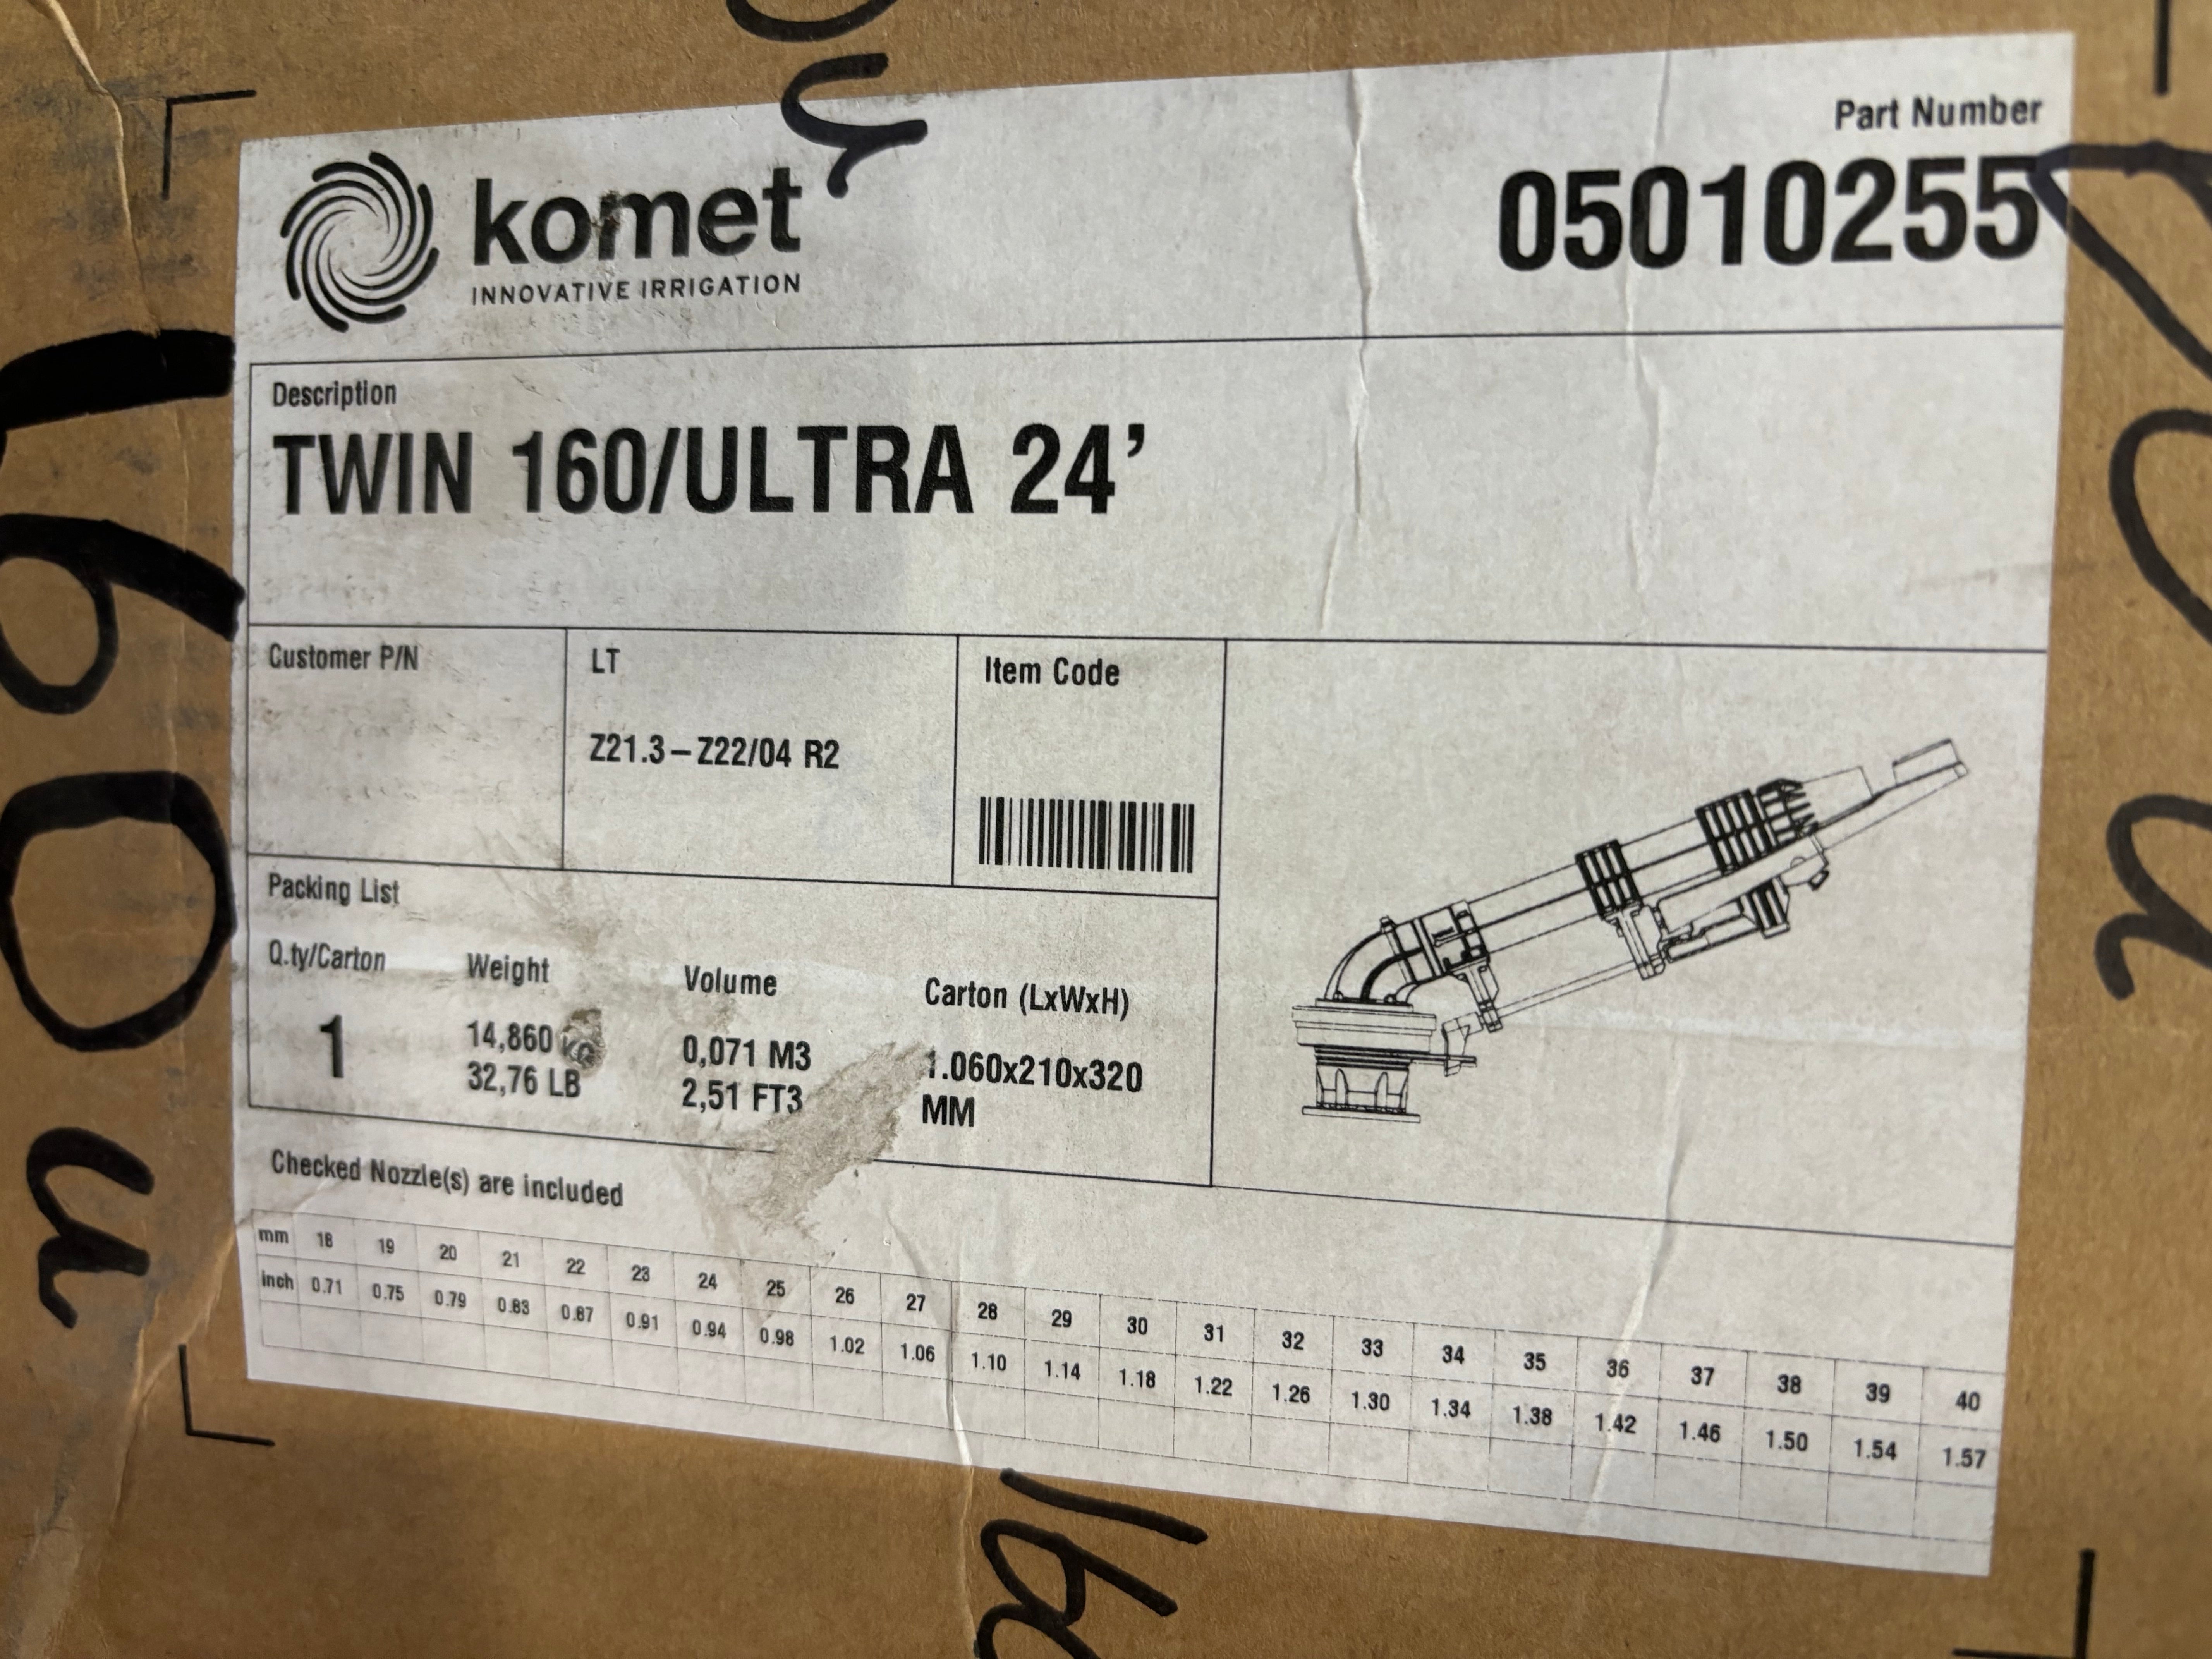 komet
INNOVATIVE IRRIGATION
Part Number
05010255
Description
TWIN 160/ULTRA 24’
Customer P/N
LT
Z21.3–Z22/04 R2
Item Code
Packing List
Q.ty/Carton
1
Weight
14,860 KG
32,76 LB
Volume
0,071 M3
2,51 FT3
Carton (LxWxH)
1.060x210x320
MM
Checked Nozzle(s) are included
mm 18 19 20 21 22 23 24 25 26 27 28 29 30 31 32 33 34 35 36 37 38 39 40
inch 0.71 0.75 0.79 0.83 0.87 0.91 0.94 0.98 1.02 1.06 1.10 1.14 1.18 1.22 1.26 1.30 1.34 1.38 1.42 1.46 1.50 1.54 1.57
160